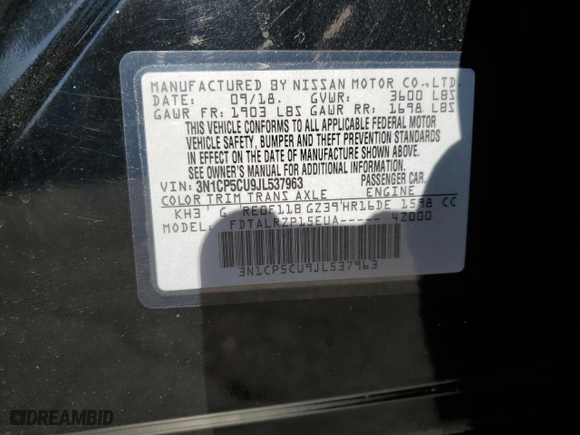 MANUFACTURED BY NISSAN MOTOR CO.,LTD.
DATE: 09/18. GVWR: 3600 LBS
GAWR FR: 1903 LBS GAWR RR: 1698 LBS
THIS VEHICLE CONFORMS TO ALL APPLICABLE FEDERAL MOTOR
VEHICLE SAFETY, BUMPER AND THEFT PREVENTION STANDARDS
IN EFFECT ON THE DATE OF MANUFACTURE SHOWN ABOVE.
SEE OWNER'S MANUAL FOR ADDITIONAL INFORMATION.
VIN: 3N1CP5CU9JL537963 PASSENGER CAR
COLOR TRIM TRANS AXLE ENGINE
KH3 G RE0F11B GZ39 HR16DE 1598 CC
MODEL: FDTALRZP15EUA----- 4Z000
3N1CP5CU9JL537963
DREAMBID